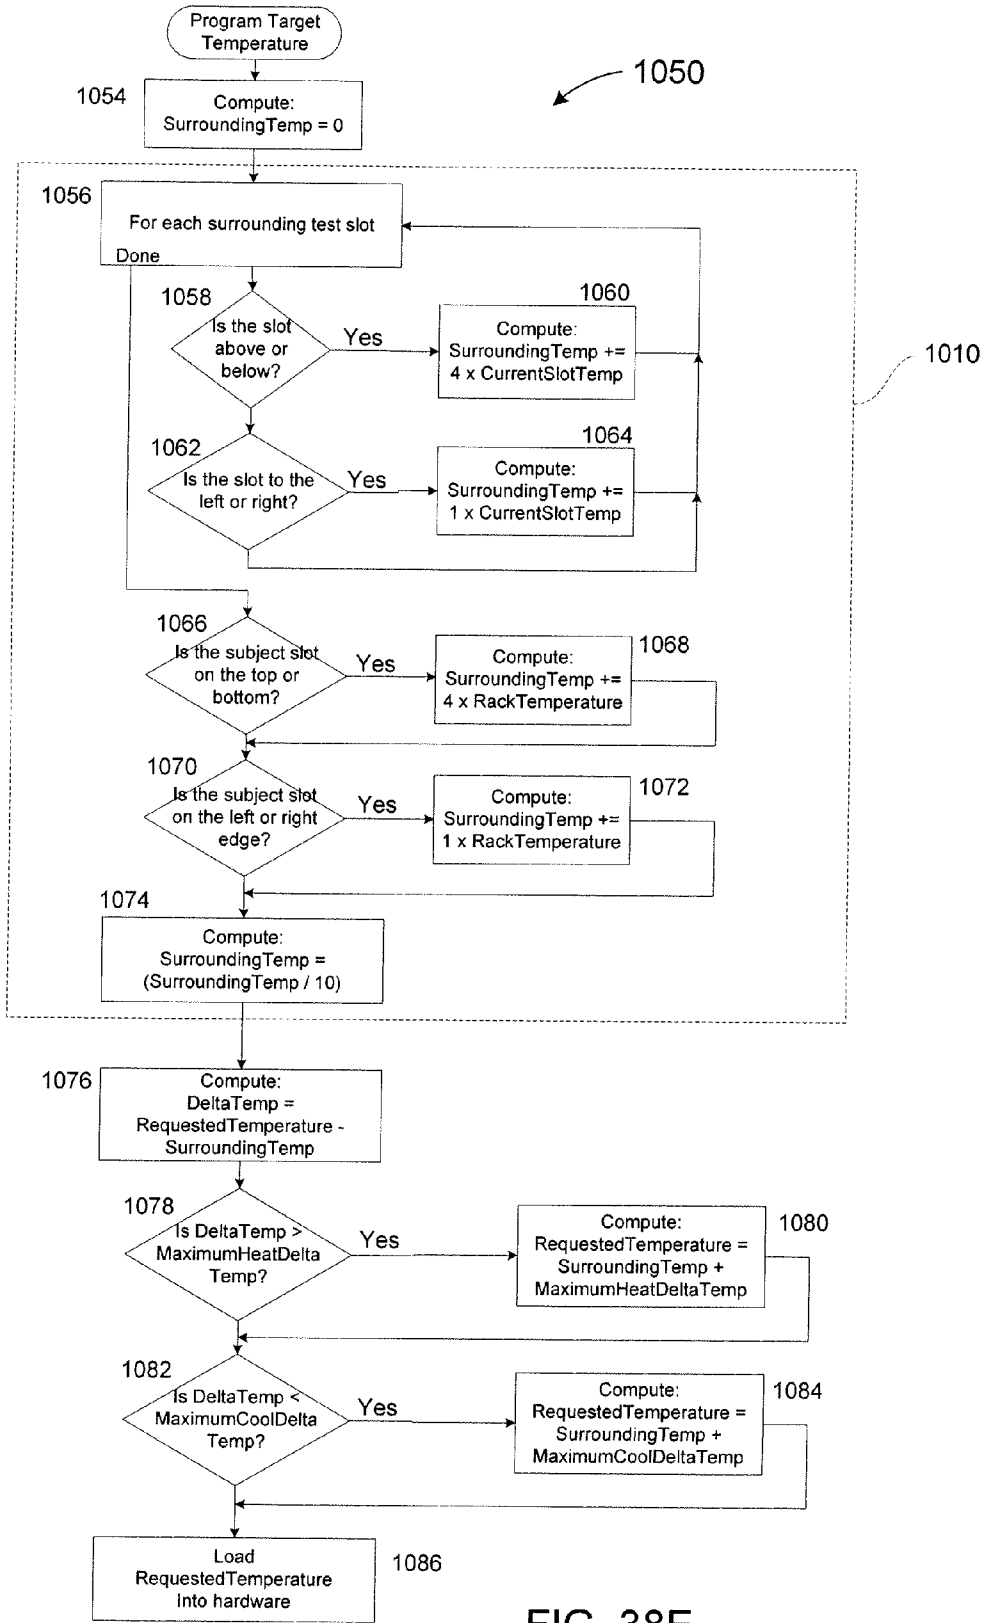 Program Target
Temperature
1050
1054
Compute:
SurroundingTemp = 0
1056
For each surrounding test slot
Done
1058
Is the slot
above or
below?
Yes
1060
Compute:
SurroundingTemp +=
4 x CurrentSlotTemp
1010
1062
Is the slot to the
left or right?
Yes
1064
Compute:
SurroundingTemp +=
1 x CurrentSlotTemp
1066
Is the subject slot
on the top or
bottom?
Yes
Compute:
SurroundingTemp +=
4 x RackTemperature
1068
1070
Is the subject slot
on the left or right
edge?
Yes
Compute:
SurroundingTemp +=
1 x RackTemperature
1072
1074
Compute:
SurroundingTemp =
(SurroundingTemp / 10)
1076
Compute:
DeltaTemp =
RequestedTemperature -
SurroundingTemp
1078
Is DeltaTemp >
MaximumHeatDelta
Temp?
Yes
Compute:
RequestedTemperature =
SurroundingTemp +
MaximumHeatDeltaTemp
1080
1082
Is DeltaTemp <
MaximumCoolDelta
Temp?
Yes
Compute:
RequestedTemperature =
SurroundingTemp +
MaximumCoolDeltaTemp
1084
Load
RequestedTemperature
into hardware
1086
FIG. 38E